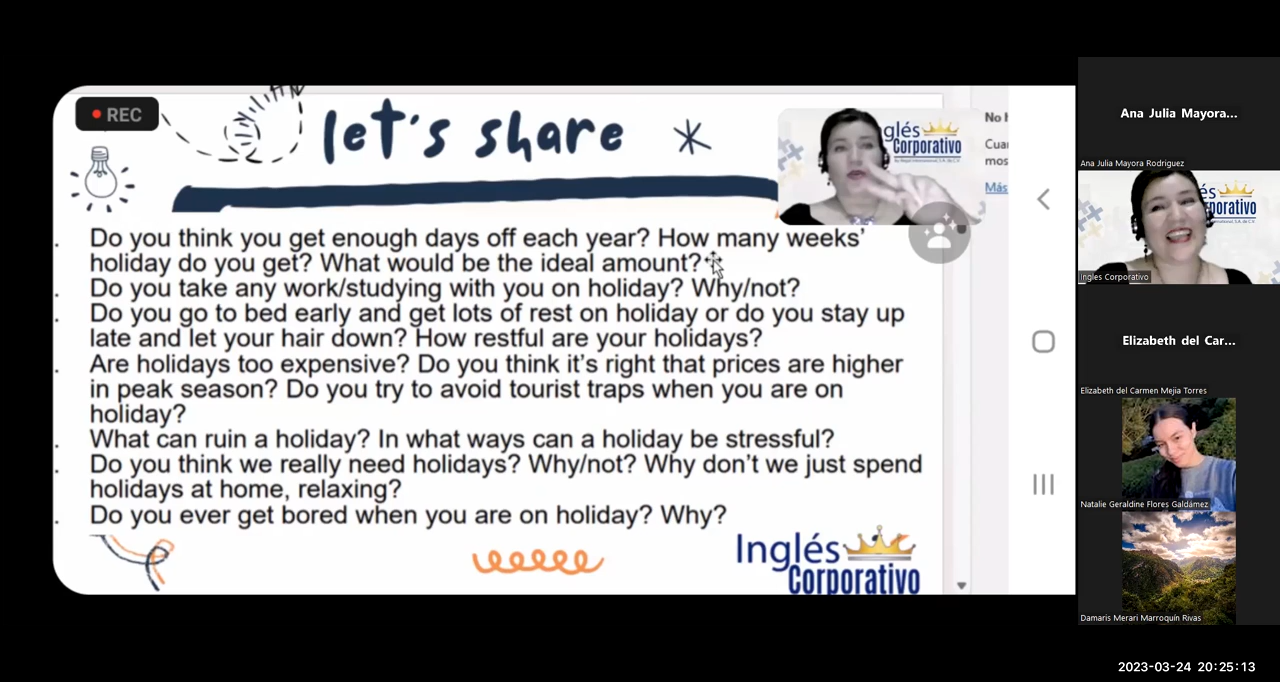 REC
let's share
glés
Corporativo
No h
Cuan
mos
Más
. Do you think you get enough days off each year? How many weeks'
holiday do you get? What would be the ideal amount?
. Do you take any work/studying with you on holiday? Why/not?
. Do you go to bed early and get lots of rest on holiday or do you stay up
late and let your hair down? How restful are your holidays?
. Are holidays too expensive? Do you think it's right that prices are higher
in peak season? Do you try to avoid tourist traps when you are on
holiday?
. What can ruin a holiday? In what ways can a holiday be stressful?
. Do you think we really need holidays? Why/not? Why don't we just spend
holidays at home, relaxing?
. Do you ever get bored when you are on holiday? Why?
Inglés
Corporativo
Ana Julia Mayora...
Ana Julia Mayora Rodriguez
és
rporativo
Ingles Corporativo
Elizabeth del Car...
Elizabeth del Carmen Mejia Torres
Natalie Geraldine Flores Galdámez
Damaris Merari Marroquín Rivas
2023-03-24 20:25:13